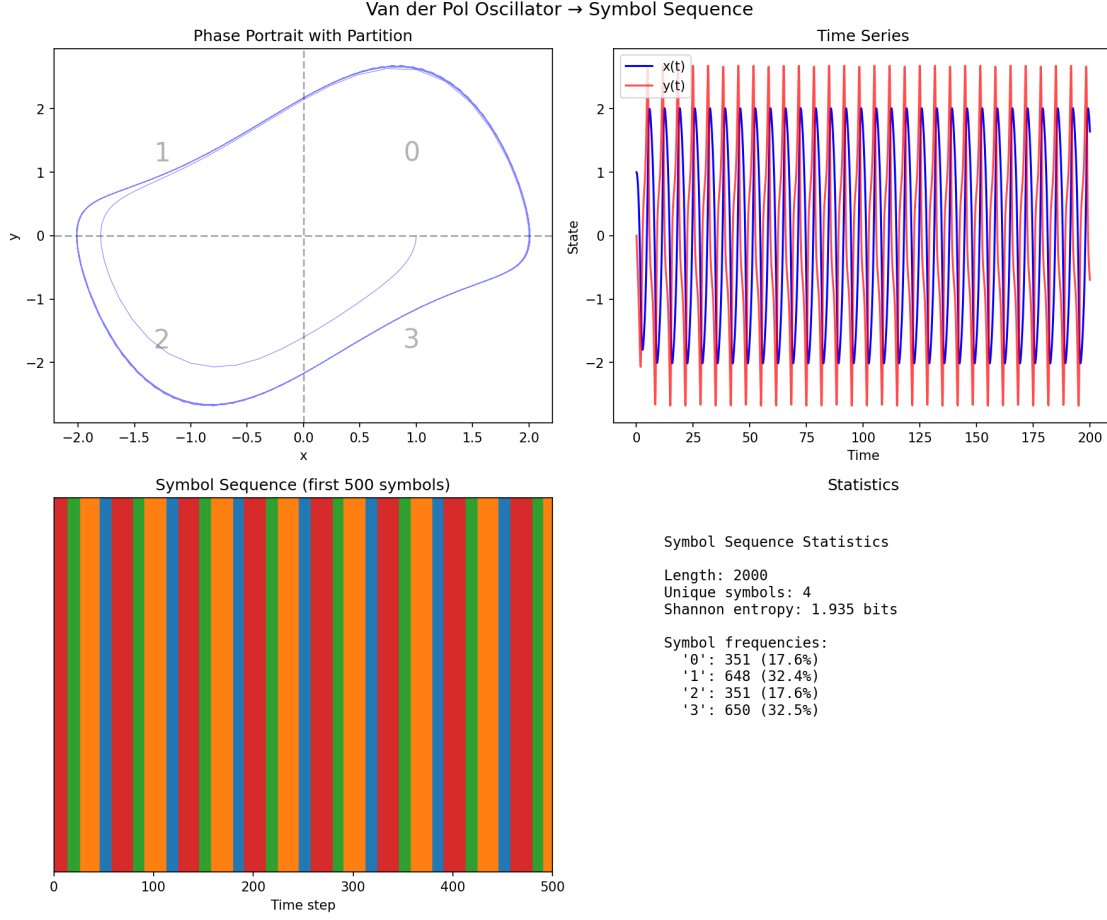 Van der Pol Oscillator → Symbol Sequence
Phase Portrait with Partition
1
0
2
3
2
1
0
−1
−2
y
−2.0 −1.5 −1.0 −0.5 0.0 0.5 1.0 1.5 2.0
x
Time Series
x(t)
y(t)
2
1
0
−1
−2
State
0 25 50 75 100 125 150 175 200
Time
Symbol Sequence (first 500 symbols)
0 100 200 300 400 500
Time step
Statistics
Symbol Sequence Statistics
Length: 2000
Unique symbols: 4
Shannon entropy: 1.935 bits
Symbol frequencies:
'0': 351 (17.6%)
'1': 648 (32.4%)
'2': 351 (17.6%)
'3': 650 (32.5%)